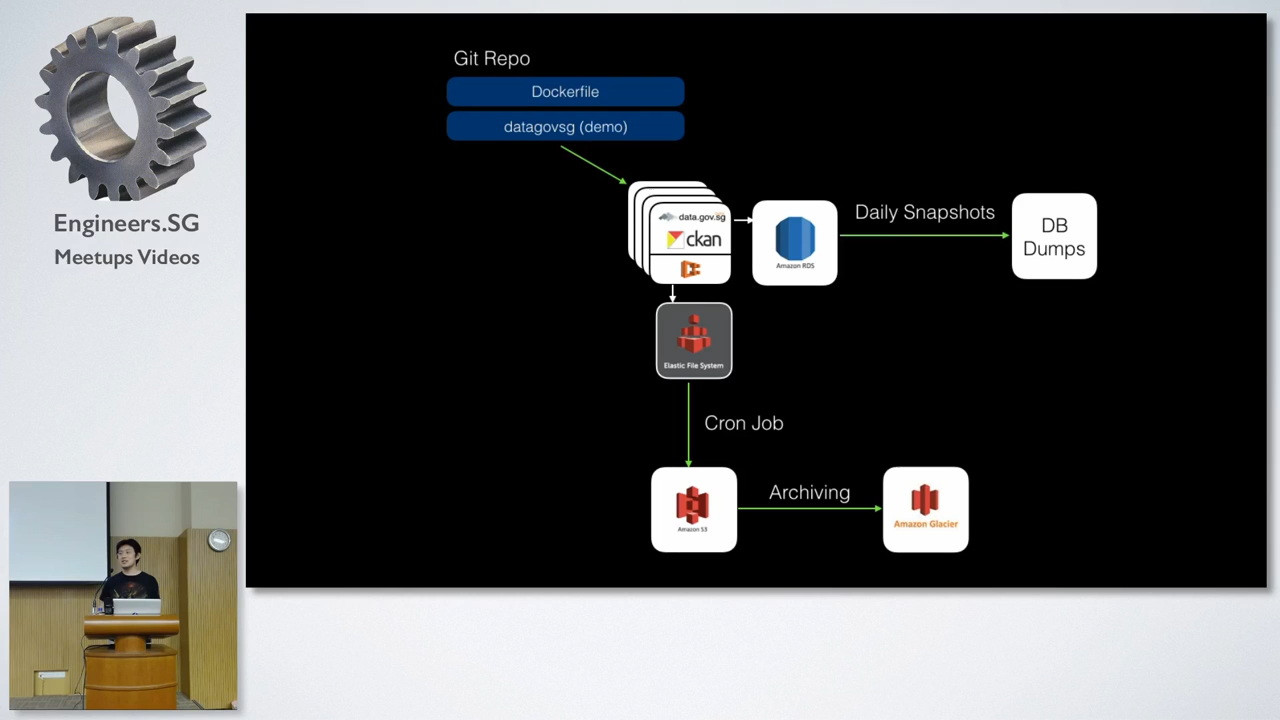 Engineers.SG
Meetups Videos
Git Repo
Dockerfile
datagovsg (demo)
data.gov.sg
ckan
Amazon RDS
Daily Snapshots
DB
Dumps
Elastic File System
Cron Job
Amazon S3
Archiving
Amazon Glacier